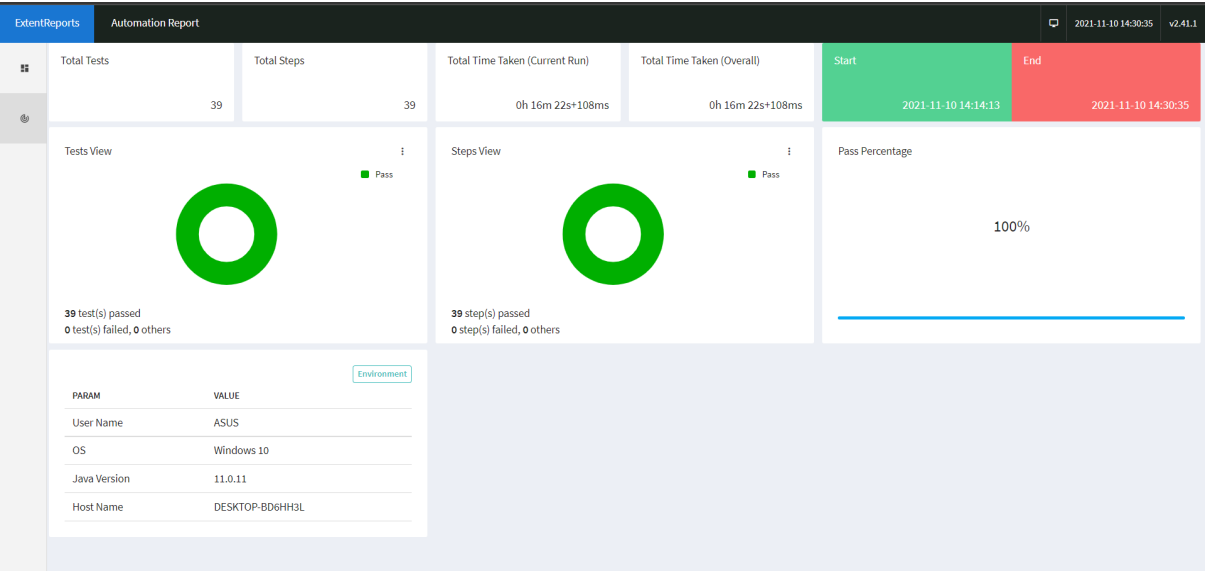 ExtentReports Automation Report 2021-11-10 14:30:35 v2.41.1
Total Tests
39
Total Steps
39
Total Time Taken (Current Run)
0h 16m 22s+108ms
Total Time Taken (Overall)
0h 16m 22s+108ms
Start
2021-11-10 14:14:13
End
2021-11-10 14:30:35
Tests View
Pass
39 test(s) passed
0 test(s) failed, 0 others
Steps View
Pass
39 step(s) passed
0 step(s) failed, 0 others
Pass Percentage
100%
Environment
PARAM VALUE
User Name ASUS
OS Windows 10
Java Version 11.0.11
Host Name DESKTOP-BD6HH3L